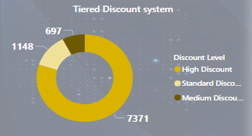 Tiered Discount system
697
1148
7371
Discount Level
High Discount
Standard Disco...
Medium Discou...